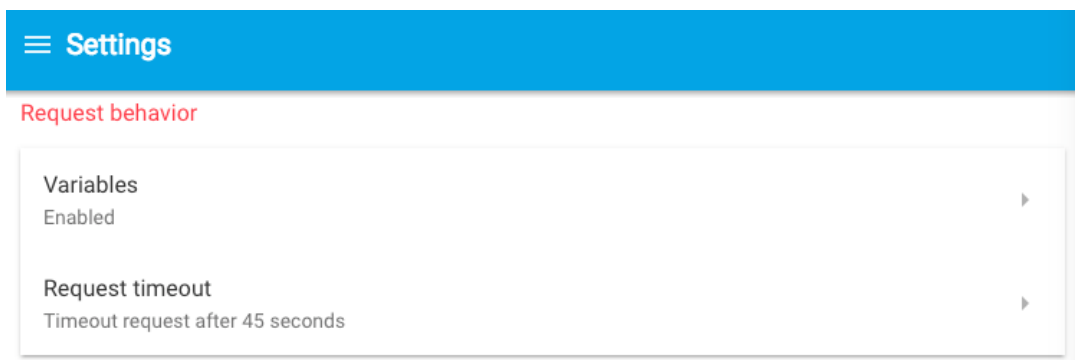 Settings
Request behavior
Variables
Enabled
Request timeout
Timeout request after 45 seconds